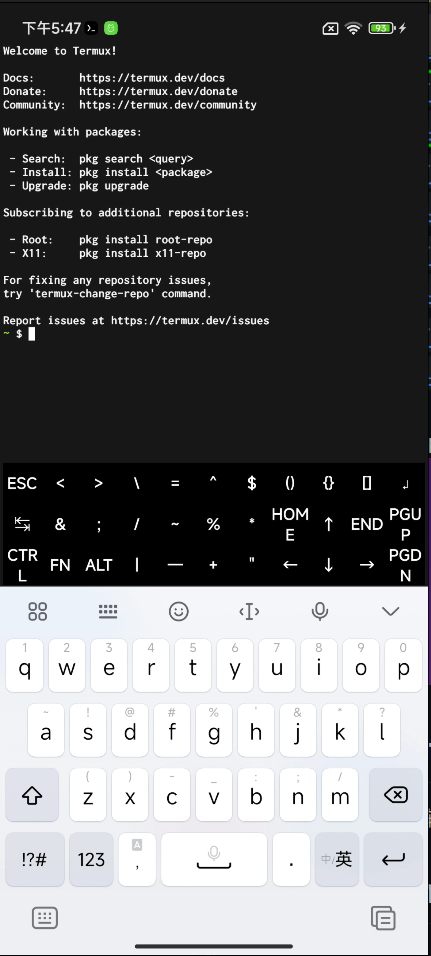 下午5:47
93
Welcome to Termux!
Docs: https://termux.dev/docs
Donate: https://termux.dev/donate
Community: https://termux.dev/community
Working with packages:
- Search: pkg search <query>
- Install: pkg install <package>
- Upgrade: pkg upgrade
Subscribing to additional repositories:
- Root: pkg install root-repo
- X11: pkg install x11-repo
For fixing any repository issues,
try 'termux-change-repo' command.
Report issues at https://termux.dev/issues
~ $
ESC < > \ = ^ $ () {} [] ↲
↹ & ; / ~ % * HOME ↑ END PGUP
CTRL FN ALT | — + " ← ↓ → PGDN
1 2 3 4 5 6 7 8 9 0
q w e r t y u i o p
~ ! @ # % ' & * ?
a s d f g h j k l
( ) - _ : ; /
z x c v b n m
!?# 123 A , . 中/英